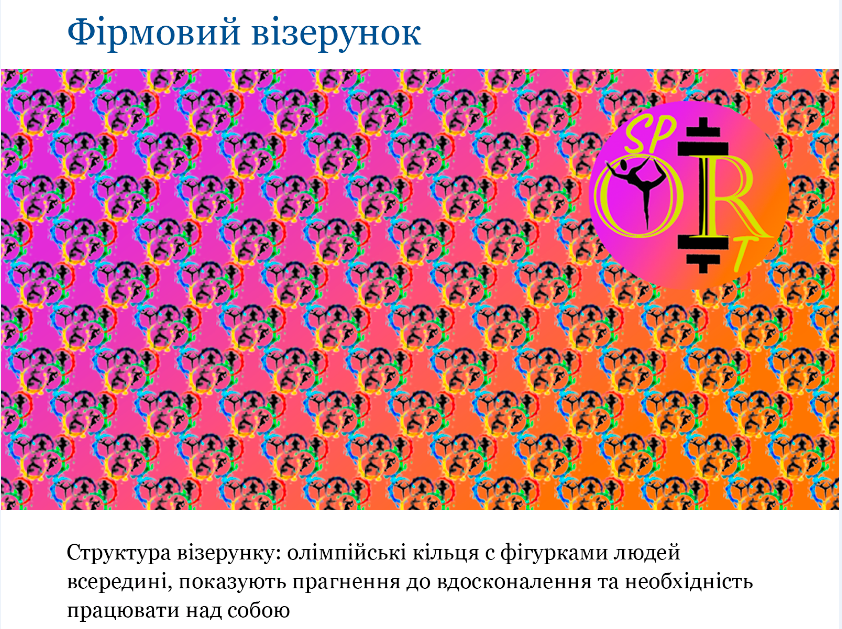 Фірмовий візерунок
SP
OR
T
Структура візерунку: олімпійські кільця с фігурками людей
всередині, показують прагнення до вдосконалення та необхідність
працювати над собою